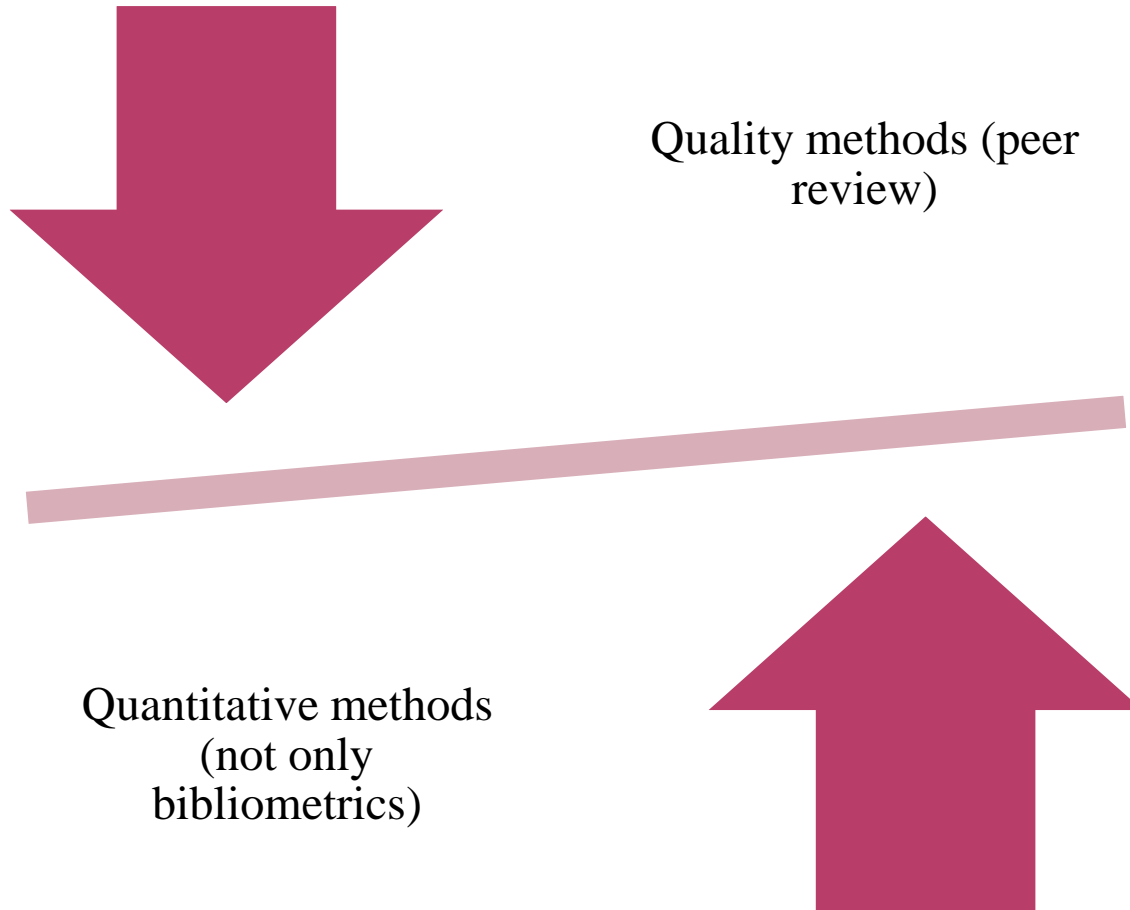 Quality methods (peer
review)
Quantitative methods
(not only
bibliometrics)